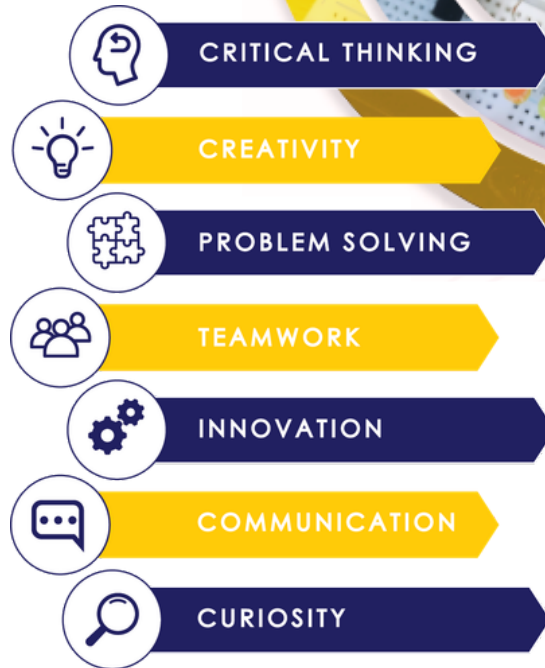 CRITICAL THINKING
CREATIVITY
PROBLEM SOLVING
TEAMWORK
INNOVATION
COMMUNICATION
CURIOSITY